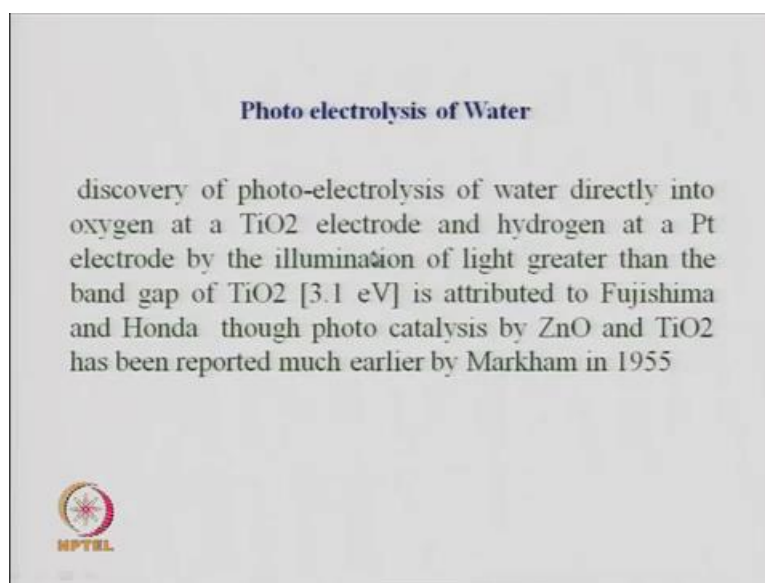 Photo electrolysis of Water
discovery of photo-electrolysis of water directly into
oxygen at a TiO2 electrode and hydrogen at a Pt
electrode by the illumination of light greater than the
band gap of TiO2 [3.1 eV] is attributed to Fujishima
and Honda though photo catalysis by ZnO and TiO2
has been reported much earlier by Markham in 1955
NPTEL